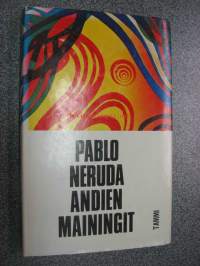 PABLO
NERUDA
ANDIEN
MAININGIT
TAMMI